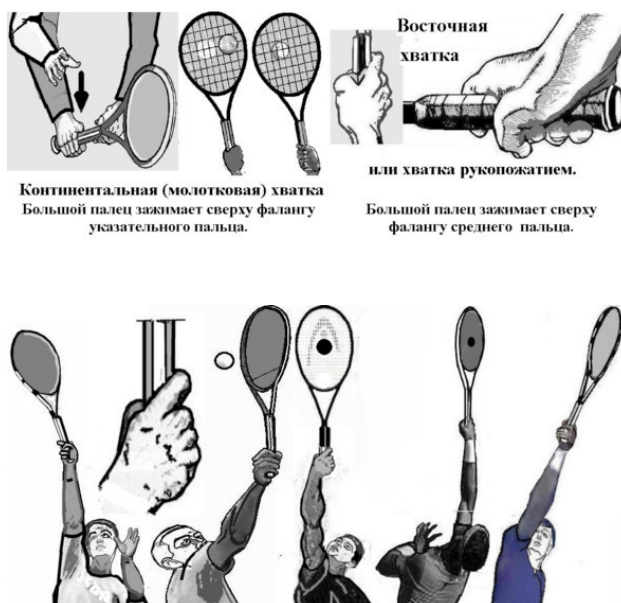 Восточная
хватка
Континентальная (молотковая) хватка
Большой палец зажимает сверху фалангу
указательного пальца.
или хватка рукопожатием.
Большой палец зажимает сверху
фалангу среднего пальца.